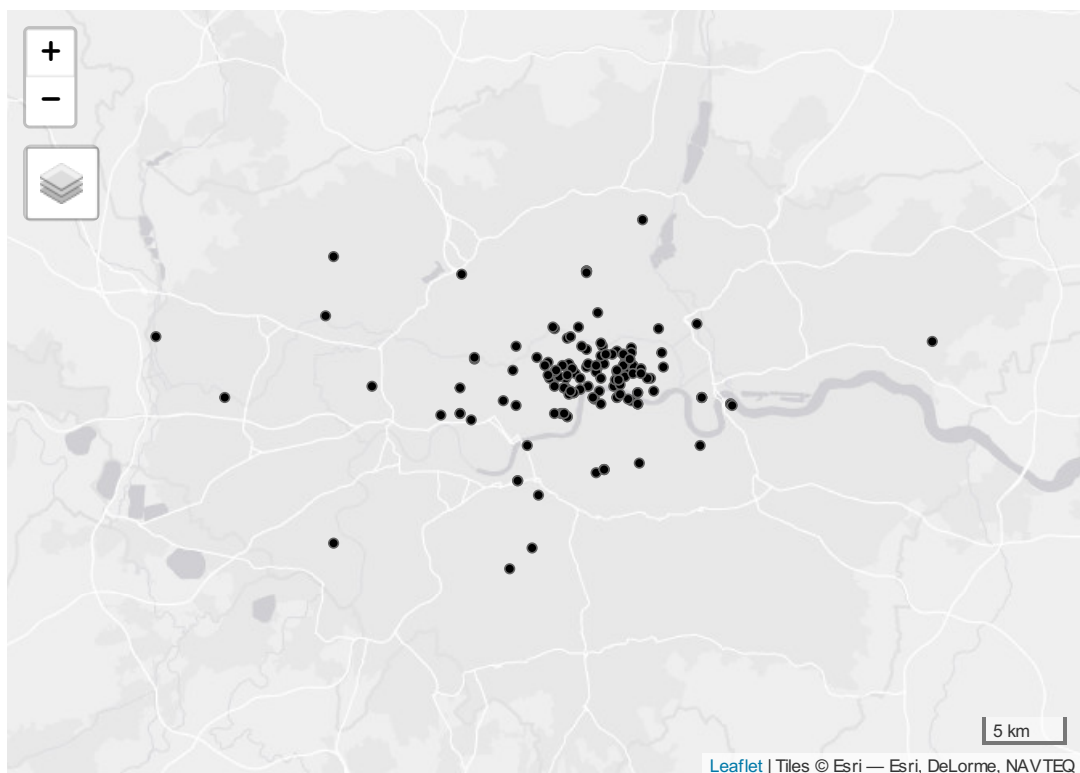 +
−
5 km
Leaflet | Tiles © Esri — Esri, DeLorme, NAVTEQ